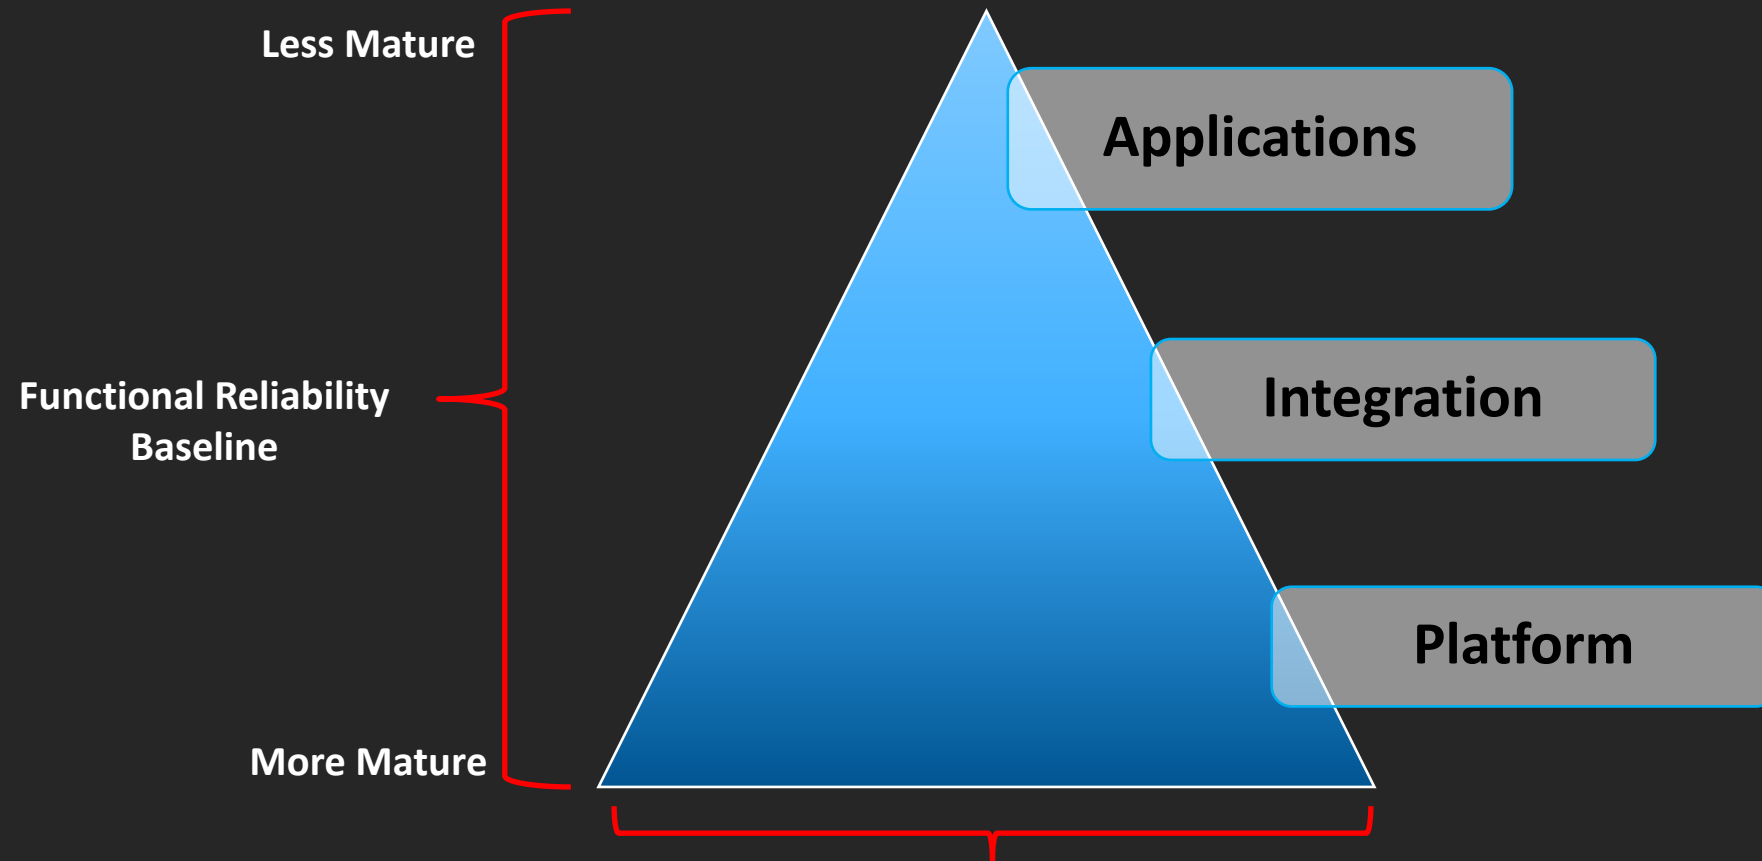 Less Mature
Applications
Functional Reliability
Baseline
Integration
Platform
More Mature